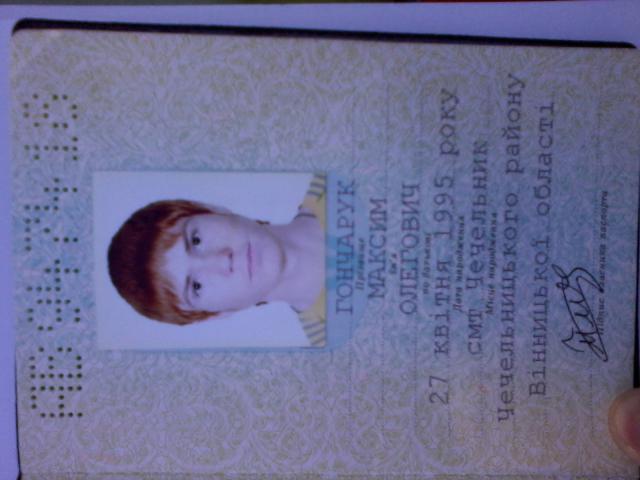 ГОНЧАРУК
Прізвище
МАКСИМ
Ім'я
ОЛЕГОВИЧ
по батькові
27 квітня 1995 року
Дата народження
смт Чечельник
Місце народження
Чечельницького району
Вінницької області
Підпис власника паспорта